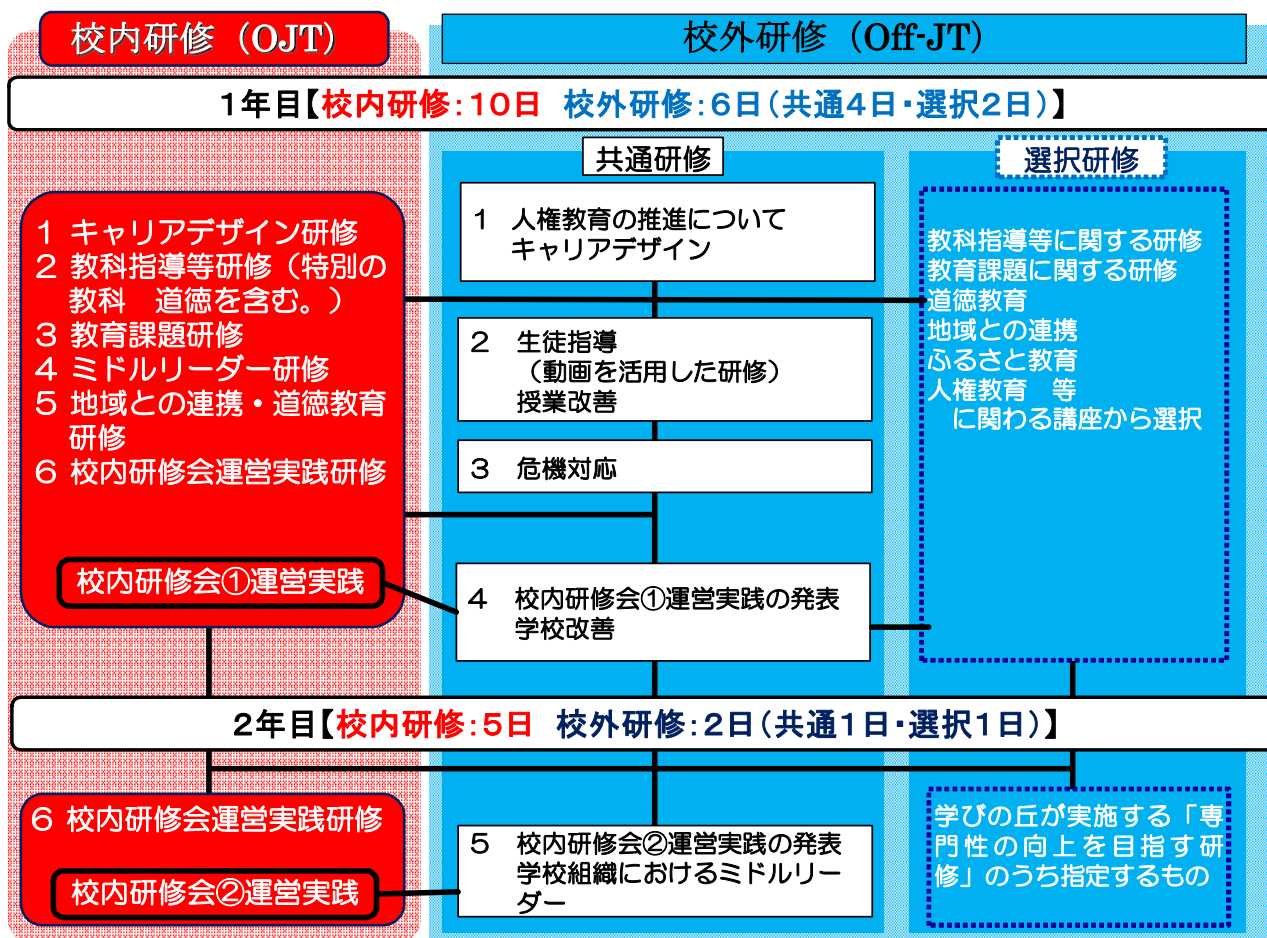 校内研修（OJT）
校外研修（Off-JT）
１年目【校内研修：１０日　校外研修：６日（共通４日・選択２日）】
共通研修
選択研修
１ キャリアデザイン研修
２ 教科指導等研修（特別の
教科　道徳を含む。）
３ 教育課題研修
４ ミドルリーダー研修
５ 地域との連携・道徳教育
研修
６ 校内研修会運営実践研修
校内研修会①運営実践
１　人権教育の推進について
キャリアデザイン
２　生徒指導
（動画を活用した研修）
授業改善
３　危機対応
４　校内研修会①運営実践の発表
学校改善
教科指導等に関する研修
教育課題に関する研修
道徳教育
地域との連携
ふるさと教育
人権教育　等
に関わる講座から選択
２年目【校内研修：５日　校外研修：２日（共通１日・選択１日）】
６ 校内研修会運営実践研修
校内研修会②運営実践
５　校内研修会②運営実践の発表
学校組織におけるミドルリー
ダー
学びの丘が実施する「専
門性の向上を目指す研
修」のうち指定するもの